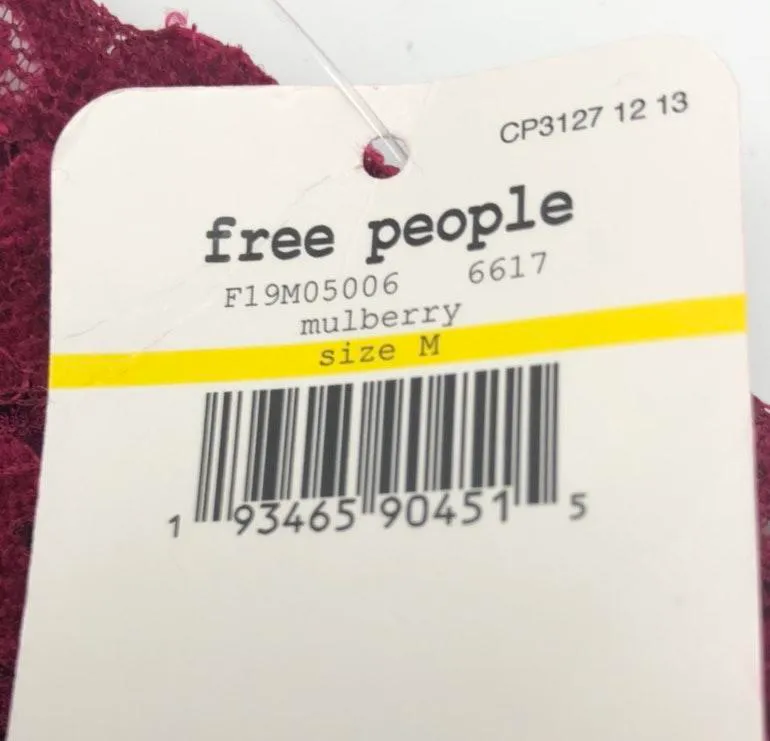 CP3127 12 13
free people
F19M05006 6617
mulberry
size M
1 93465 90451 5